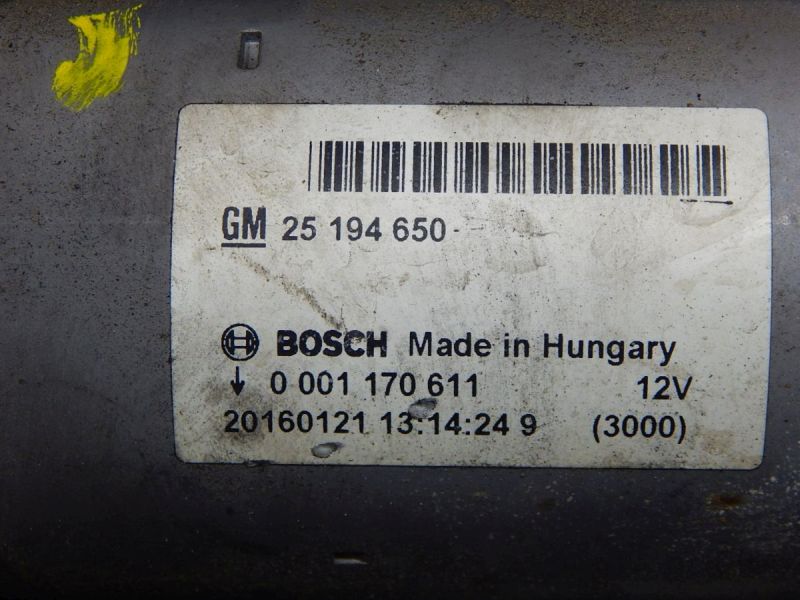 GM 25 194 650
BOSCH Made in Hungary
0 001 170 611 12V
20160121 13:14:24 9 (3000)